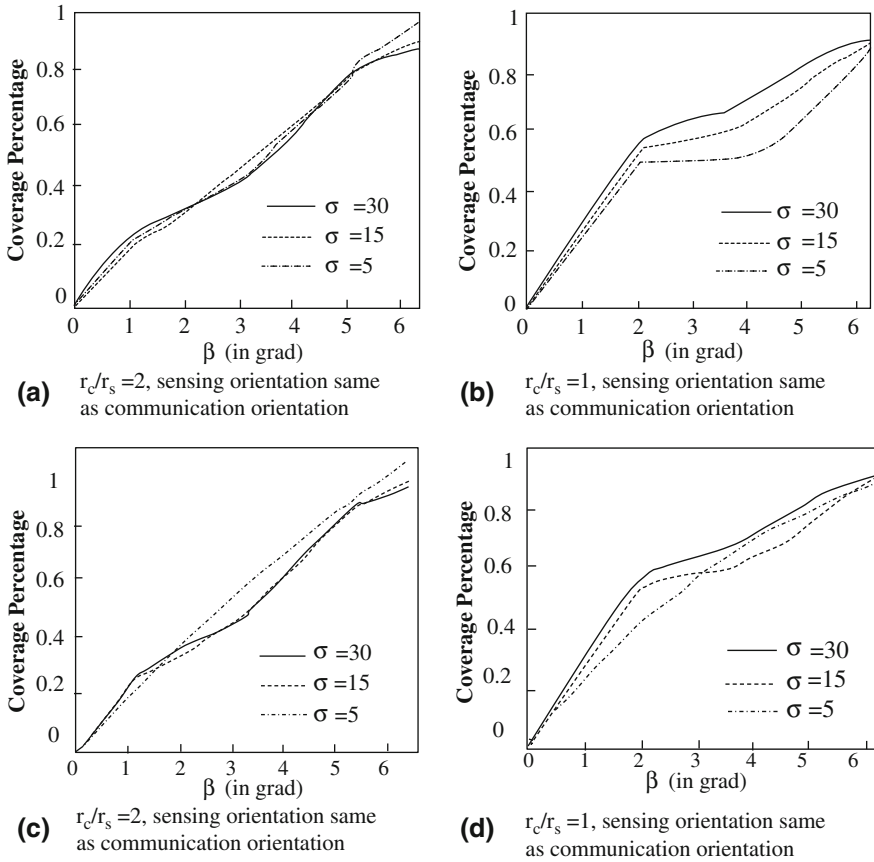 1
0.8
0.6
0.4
0.2
0
Coverage Percentage
0 1 2 3 4 5 6
β (in grad)
σ =30
σ =15
σ =5
(a) r_c/r_s =2, sensing orientation same
as communication orientation
1
0.8
0.6
0.4
0.2
0
Coverage Percentage
0 1 2 3 4 5 6
β (in grad)
σ =30
σ =15
σ =5
(b) r_c/r_s =1, sensing orientation same
as communication orientation
1
0.8
0.6
0.4
0.2
0
Coverage Percentage
0 1 2 3 4 5 6
β (in grad)
σ =30
σ =15
σ =5
(c) r_c/r_s =2, sensing orientation same
as communication orientation
1
0.8
0.6
0.4
0.2
0
Coverage Percentage
0 1 2 3 4 5 6
β (in grad)
σ =30
σ =15
σ =5
(d) r_c/r_s =1, sensing orientation same
as communication orientation